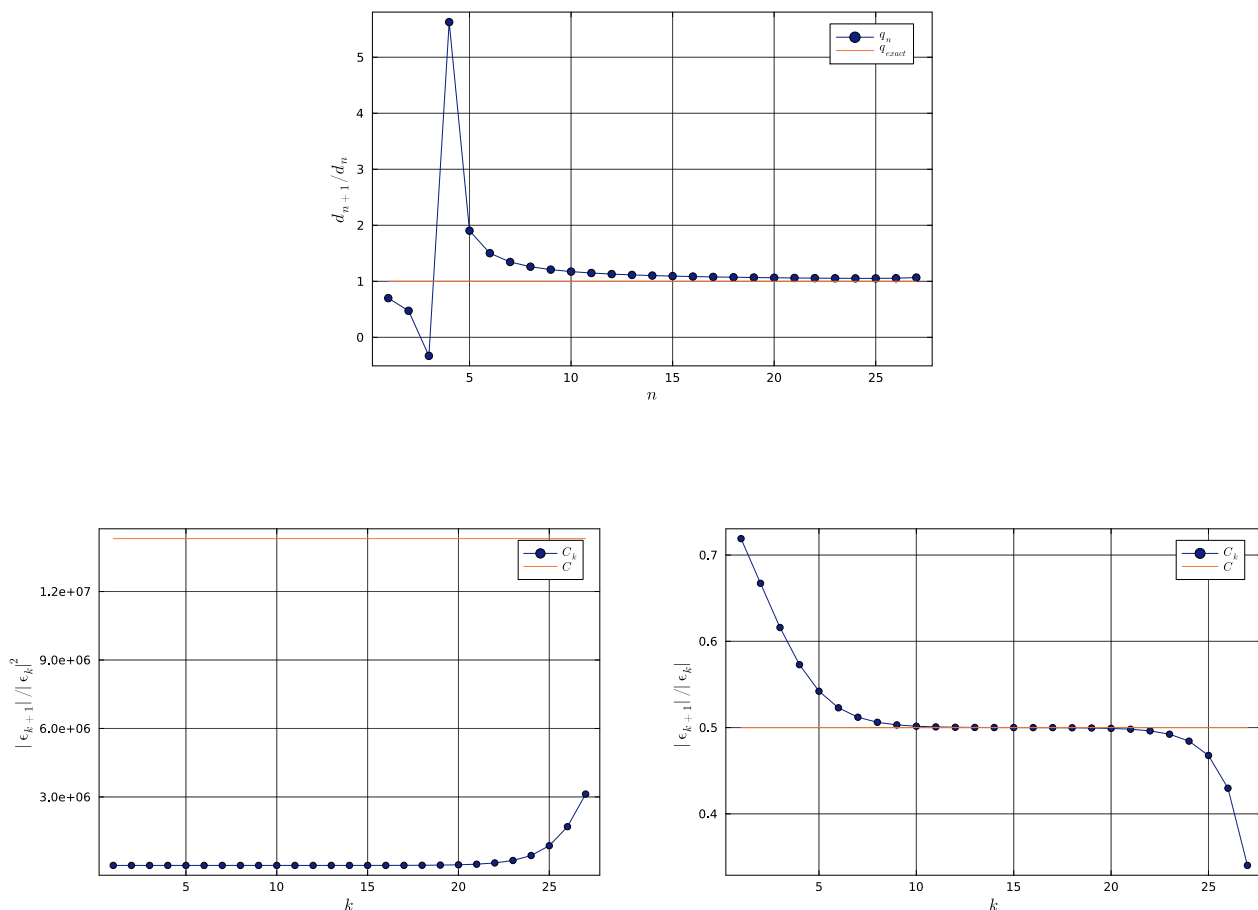 q_n
q_exact
d_{n+1}/d_n
5
4
3
2
1
0
5
10
15
20
25
n
C_k
C
|ϵ_{k+1}|/|ϵ_k|^2
1.2e+07
9.0e+06
6.0e+06
3.0e+06
5
10
15
20
25
k
C_k
C
|ϵ_{k+1}|/|ϵ_k|
0.7
0.6
0.5
0.4
5
10
15
20
25
k